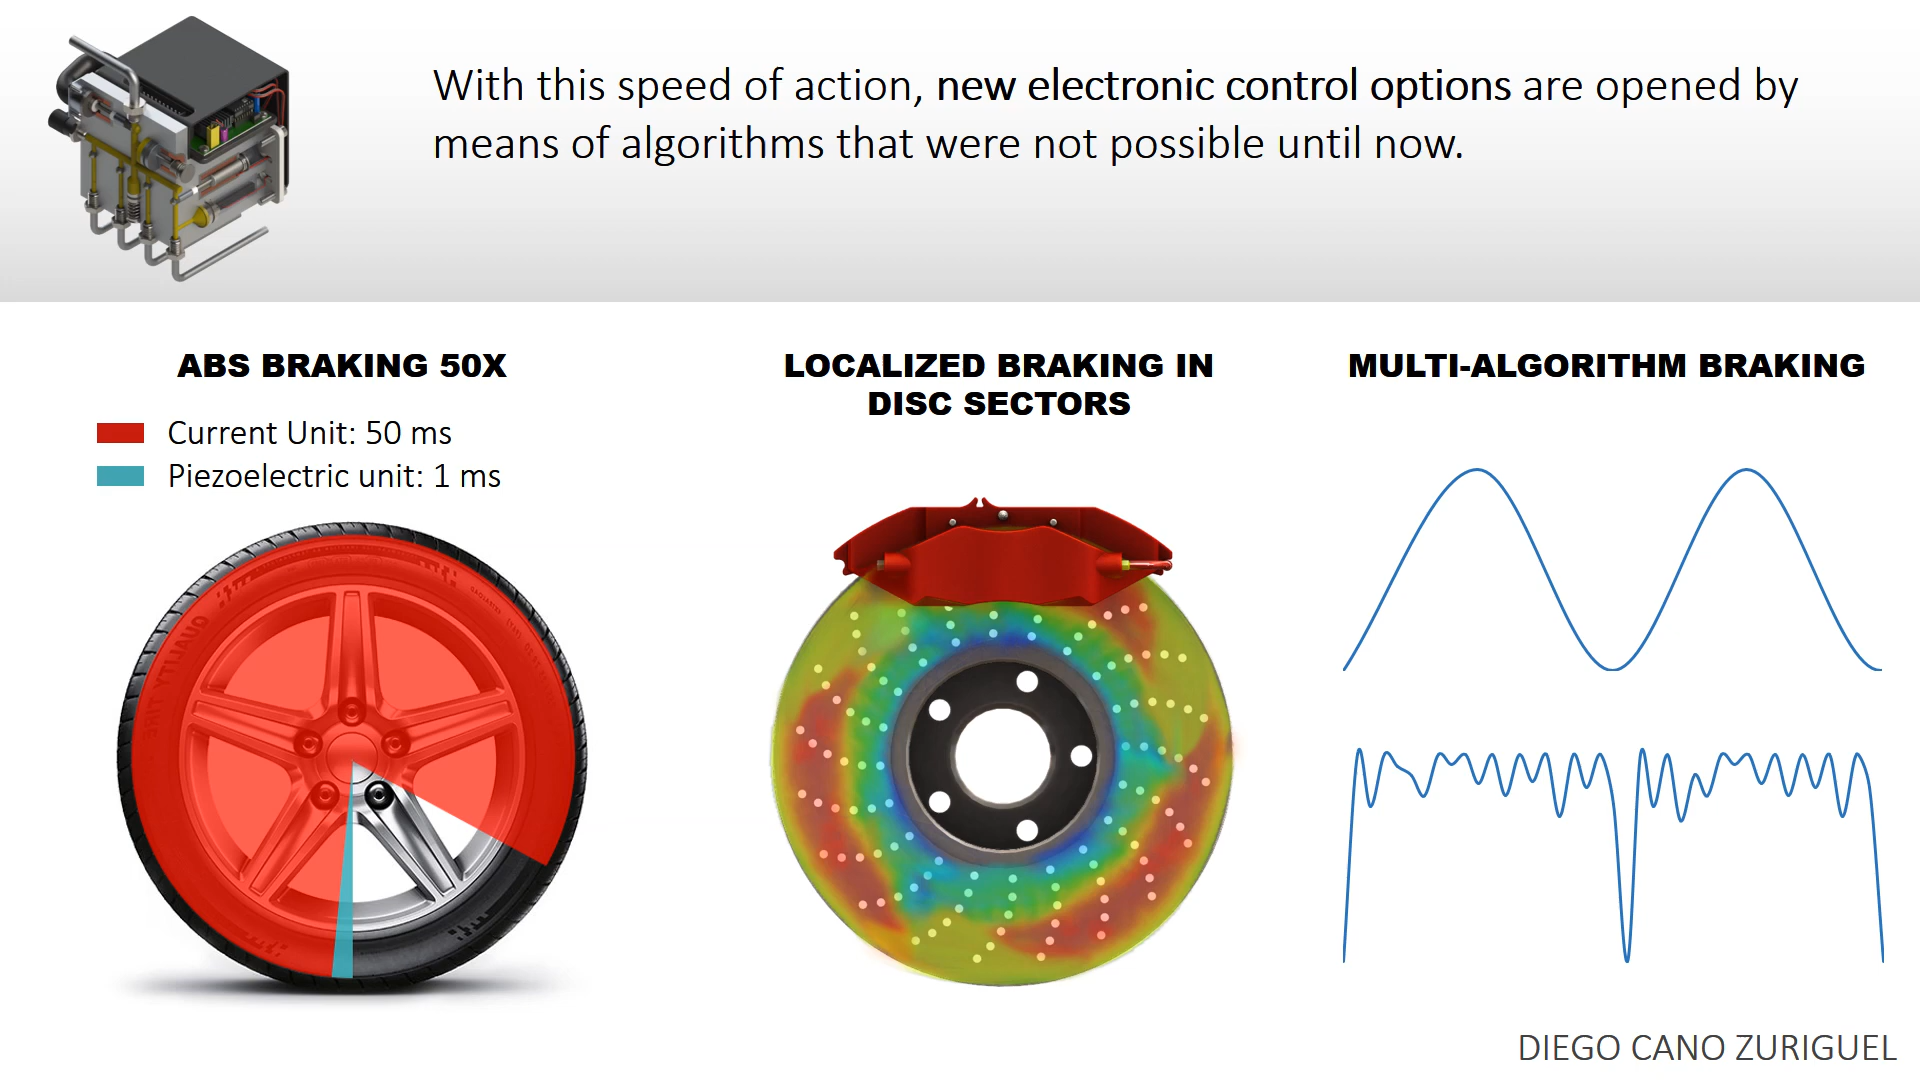 With this speed of action, new electronic control options are opened by
means of algorithms that were not possible until now.
ABS BRAKING 50X
Current Unit: 50 ms
Piezoelectric unit: 1 ms
LOCALIZED BRAKING IN
DISC SECTORS
MULTI-ALGORITHM BRAKING
QUALITY TYRE
DIEGO CANO ZURIGUEL